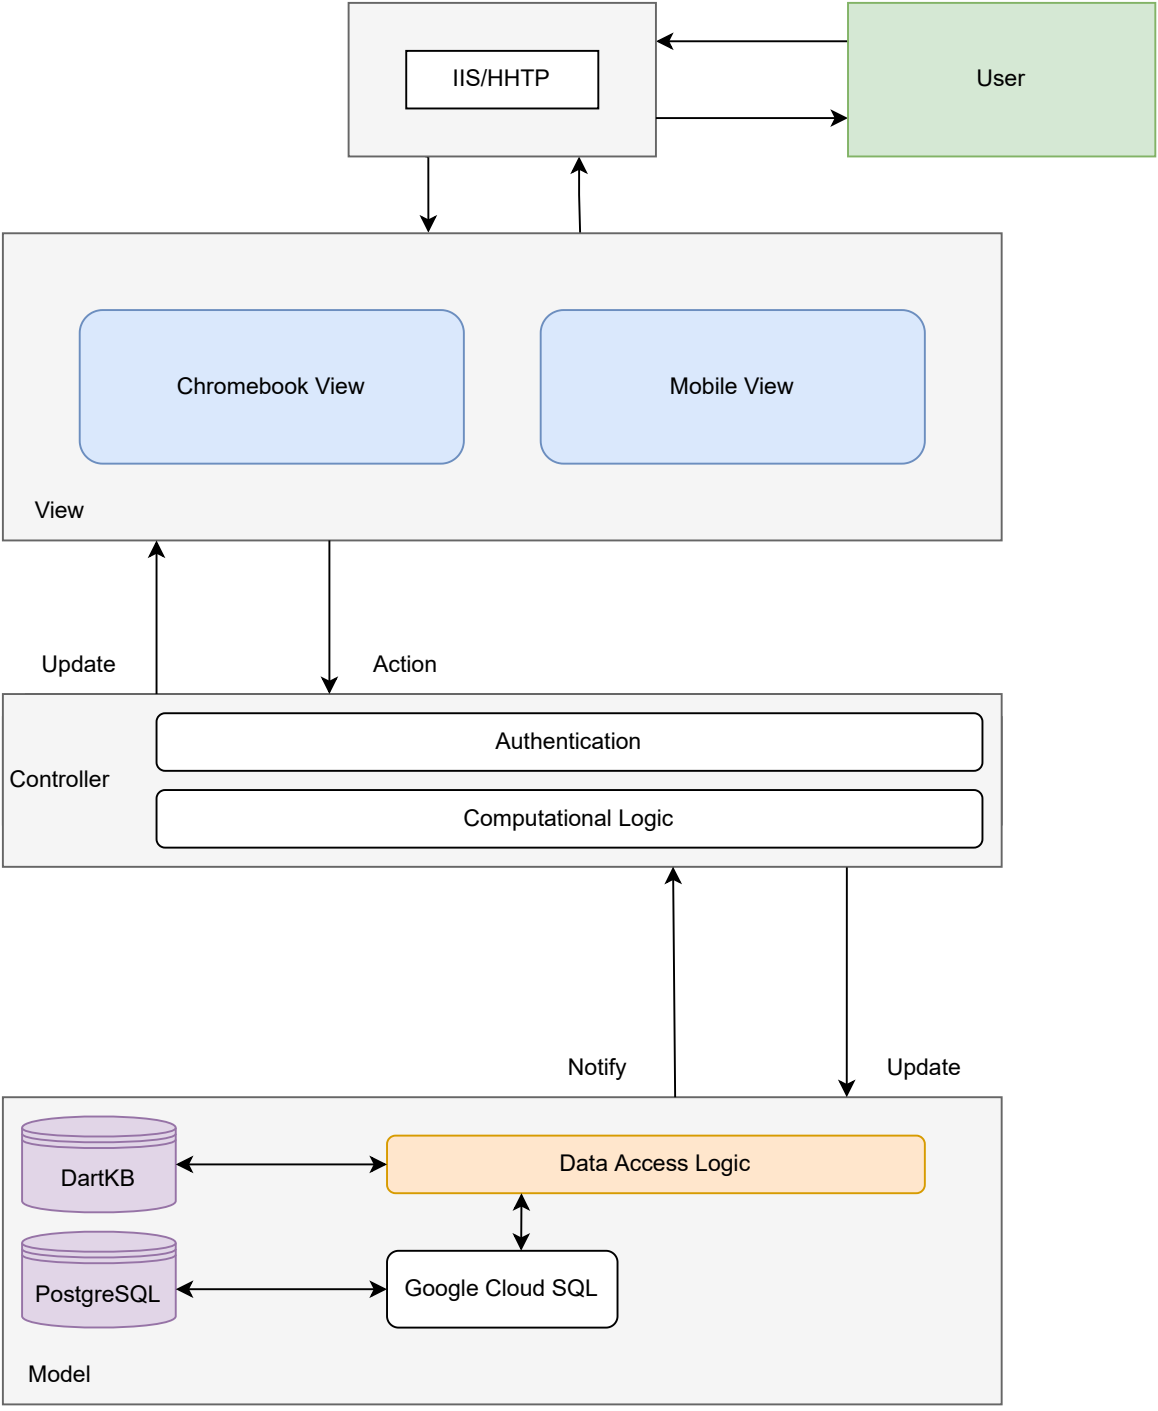 IIS/HHTP
User
Chromebook View
Mobile View
View
Update
Action
Authentication
Controller
Computational Logic
Notify
Update
Data Access Logic
DartKB
Google Cloud SQL
PostgreSQL
Model